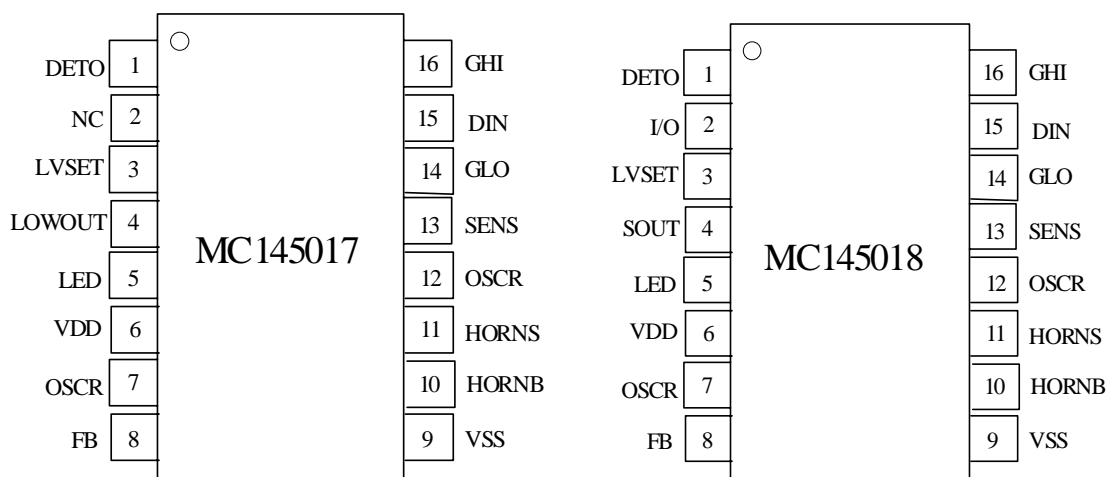 DETO 1 16 GHI
NC 2 15 DIN
LVSET 3 14 GLO
LOWOUT 4 13 SENS
MC145017
LED 5 12 OSCR
VDD 6 11 HORNS
OSCR 7 10 HORNB
FB 8 9 VSS
DETO 1 16 GHI
I/O 2 15 DIN
LVSET 3 14 GLO
SOUT 4 13 SENS
MC145018
LED 5 12 OSCR
VDD 6 11 HORNS
OSCR 7 10 HORNB
FB 8 9 VSS